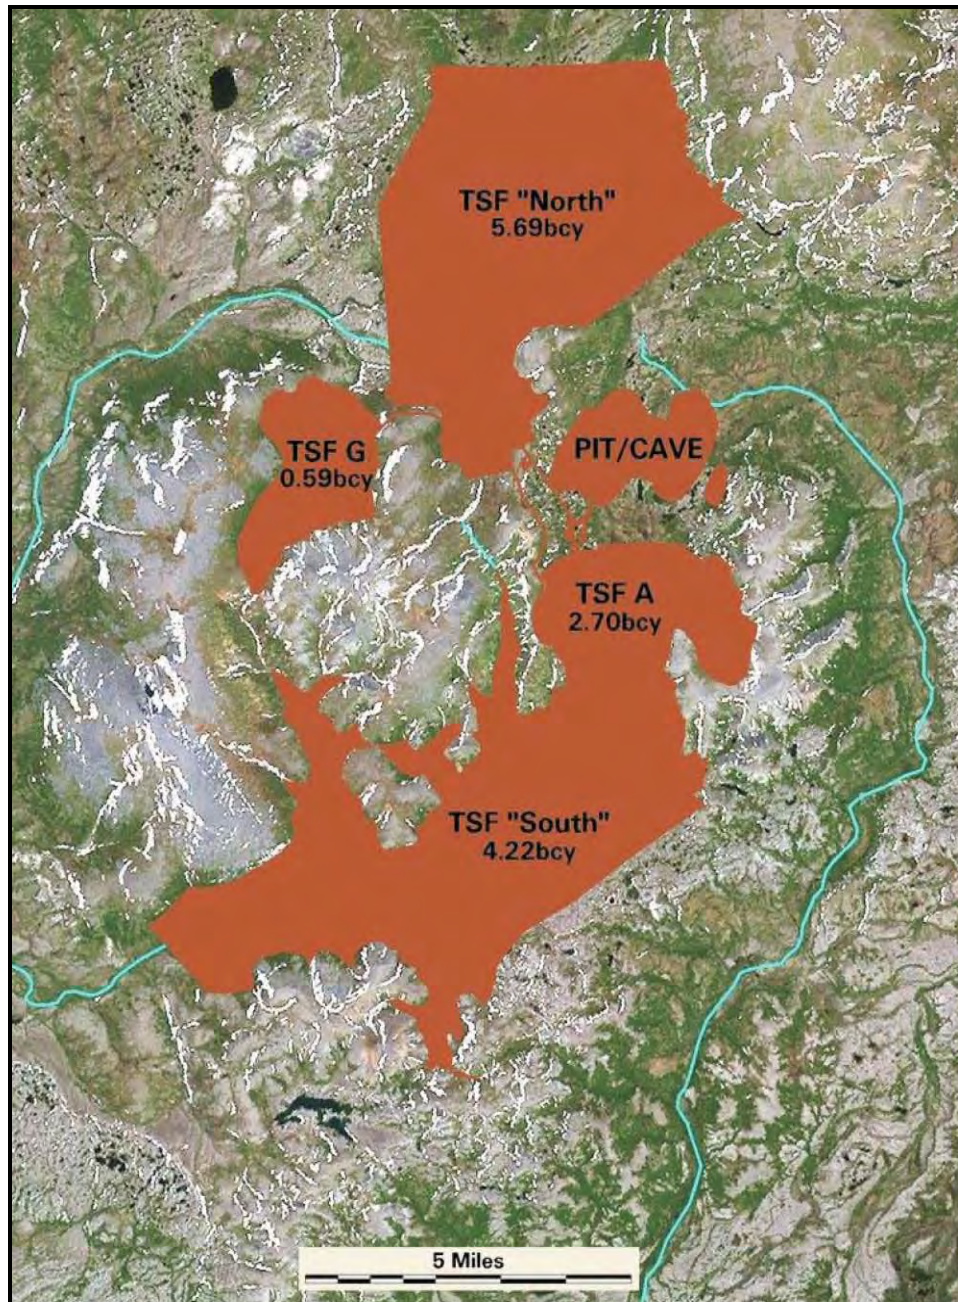 TSF "North"
5.69bcy
TSF G
0.59bcy
PIT/CAVE
TSF A
2.70bcy
TSF "South"
4.22bcy
5 Miles